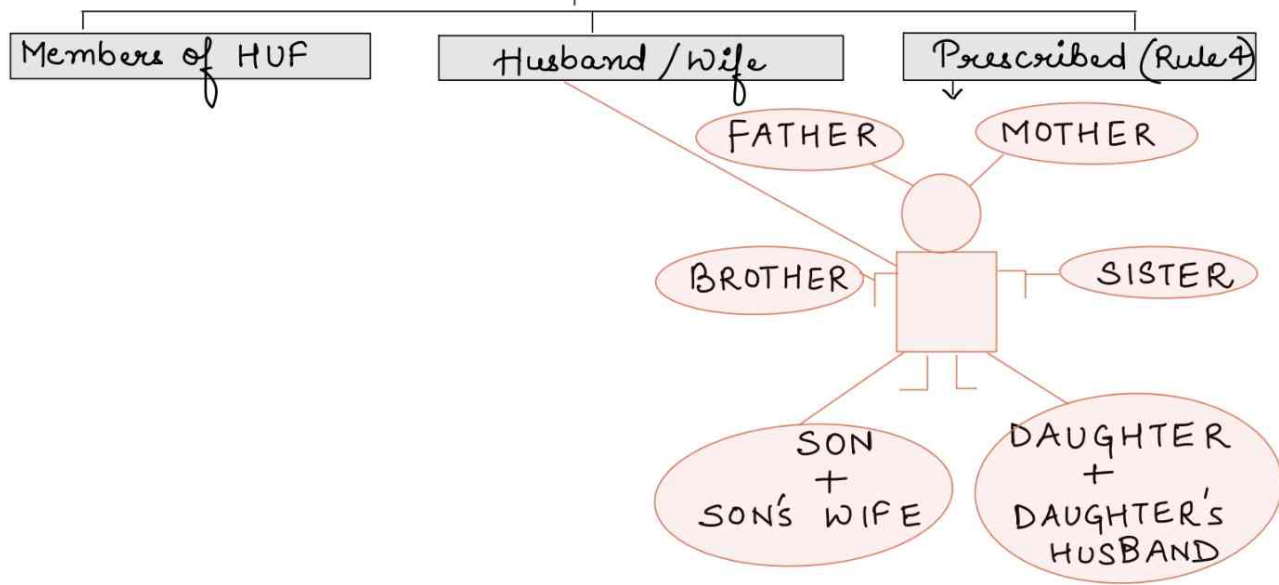 Members of HUF
Husband / Wife
Prescribed (Rule 4)
FATHER
MOTHER
BROTHER
SISTER
SON
+
SON'S WIFE
DAUGHTER
+
DAUGHTER'S
HUSBAND